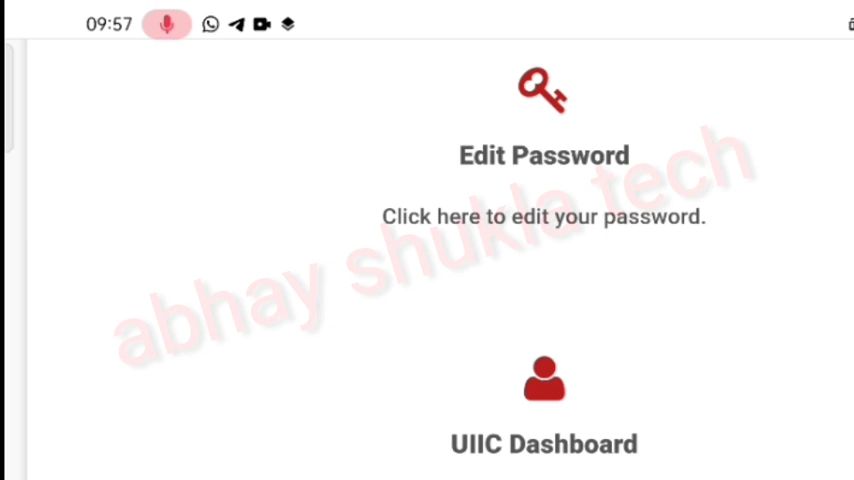 09:57
Edit Password
Click here to edit your password.
abhay shukla tech
UIIC Dashboard